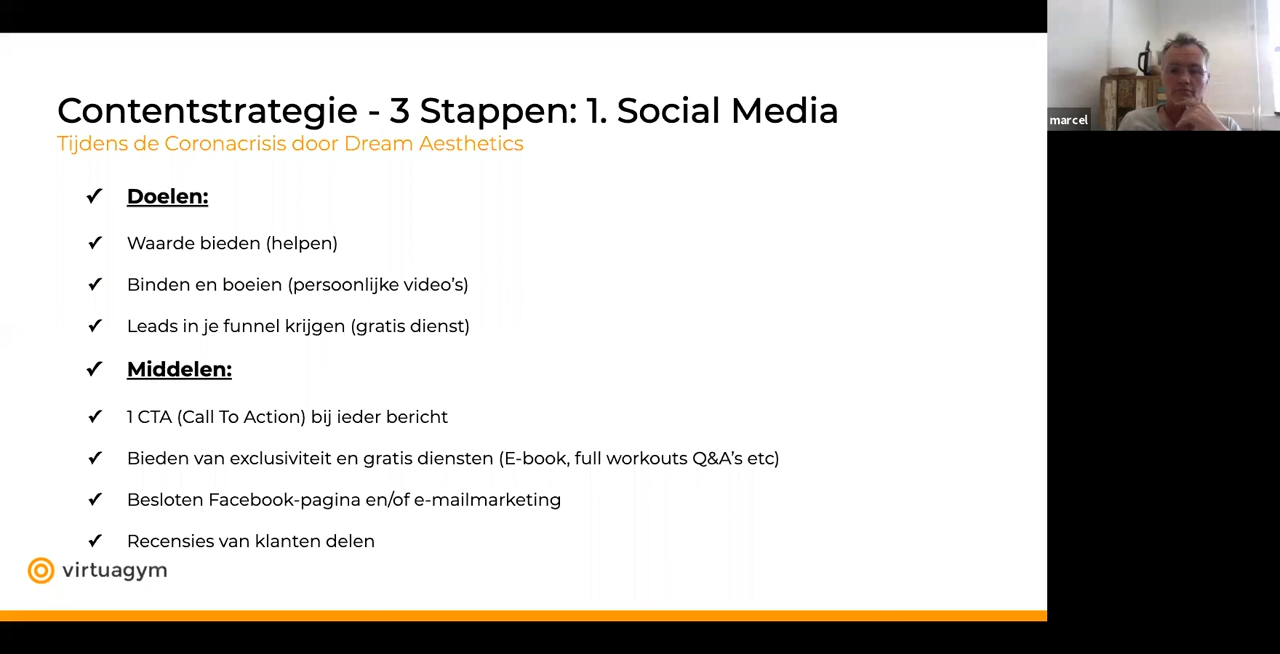 Contentstrategie - 3 Stappen: 1. Social Media
Tijdens de Coronacrisis door Dream Aesthetics
✓ Doelen:
✓ Waarde bieden (helpen)
✓ Binden en boeien (persoonlijke video's)
✓ Leads in je funnel krijgen (gratis dienst)
✓ Middelen:
✓ 1 CTA (Call To Action) bij ieder bericht
✓ Bieden van exclusiviteit en gratis diensten (E-book, full workouts Q&A's etc)
✓ Besloten Facebook-pagina en/of e-mailmarketing
✓ Recensies van klanten delen
virtuagym
marcel